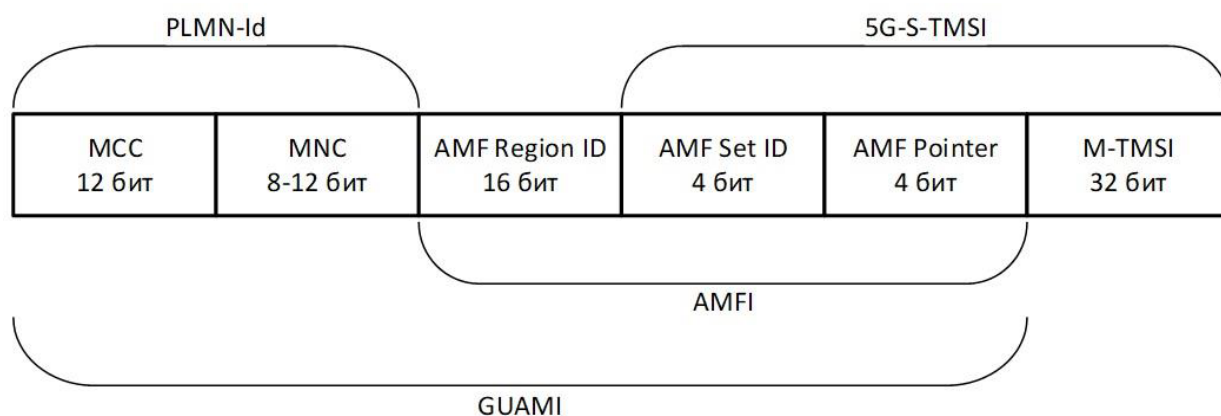 PLMN-Id
5G-S-TMSI
MCC
12 бит
MNC
8-12 бит
AMF Region ID
16 бит
AMF Set ID
4 бит
AMF Pointer
4 бит
M-TMSI
32 бит
AMFI
GUAMI